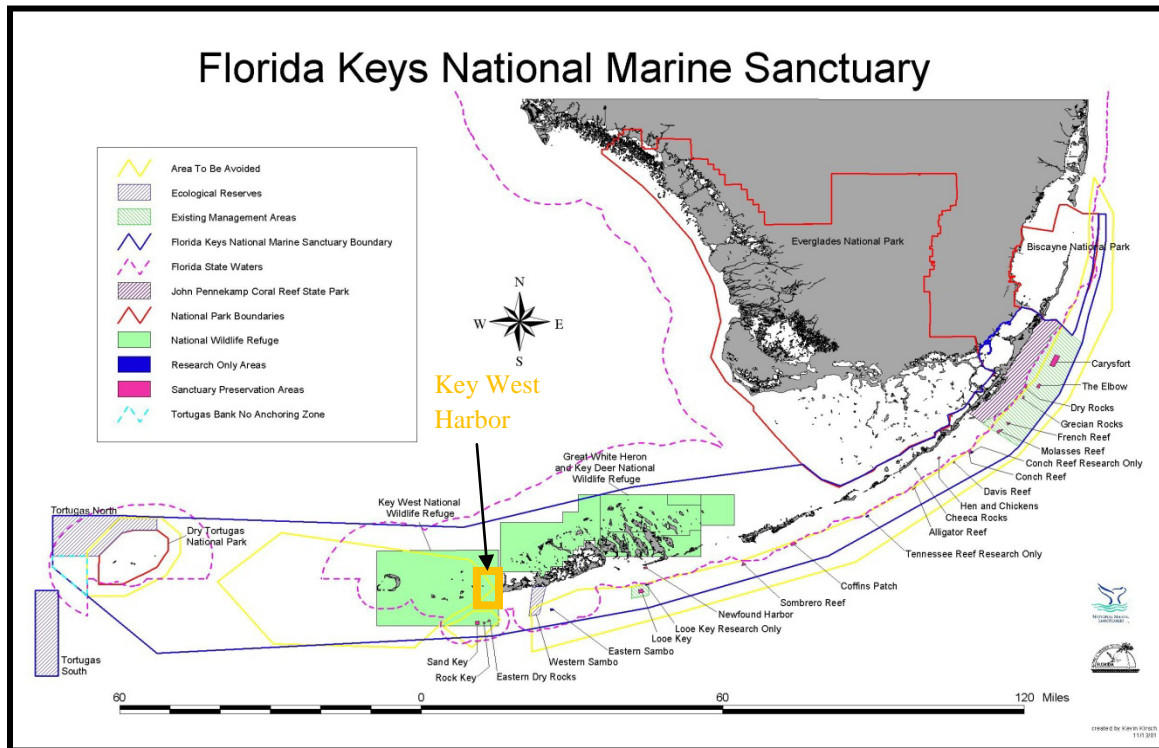 Florida Keys National Marine Sanctuary
Area To Be Avoided
Ecological Reserves
Existing Management Areas
Florida Keys National Marine Sanctuary Boundary
Florida State Waters
John Pennekamp Coral Reef State Park
National Park Boundaries
National Wildlife Refuge
Research Only Areas
Sanctuary Preservation Areas
Tortugas Bank No Anchoring Zone
N
W
E
S
Everglades National Park
Biscayne National Park
Key West
Harbor
Carysfort
The Elbow
Dry Rocks
Grecian Rocks
French Reef
Molasses Reef
Conch Reef Research Only
Conch Reef
Davis Reef
Hen and Chickens
Cheeca Rocks
Alligator Reef
Tennessee Reef Research Only
Coffins Patch
Sombrero Reef
Newfound Harbor
Looe Key Research Only
Looe Key
Eastern Sambo
Western Sambo
Eastern Dry Rocks
Rock Key
Sand Key
Great White Heron
and Key Deer National
Wildlife Refuge
Key West National
Wildlife Refuge
Tortugas North
Dry Tortugas
National Park
Tortugas
South
60
0
60
120
Miles
NATIONAL MARINE
SANCTUARIES
created by Kevin Kirsch
11/13/01